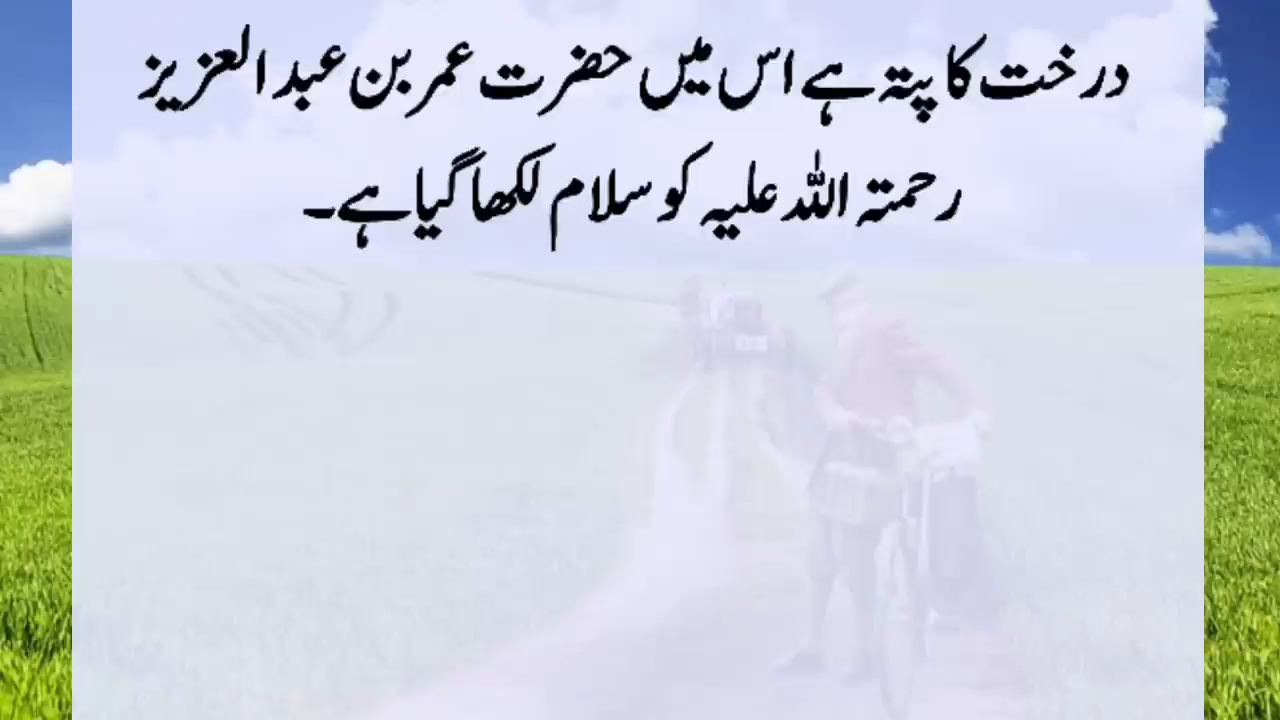 درخت کا پتہ ہے اس میں حضرت عمر بن عبدالعزیز
رحمتہ اللہ علیہ کو سلام لکھا گیا ہے۔